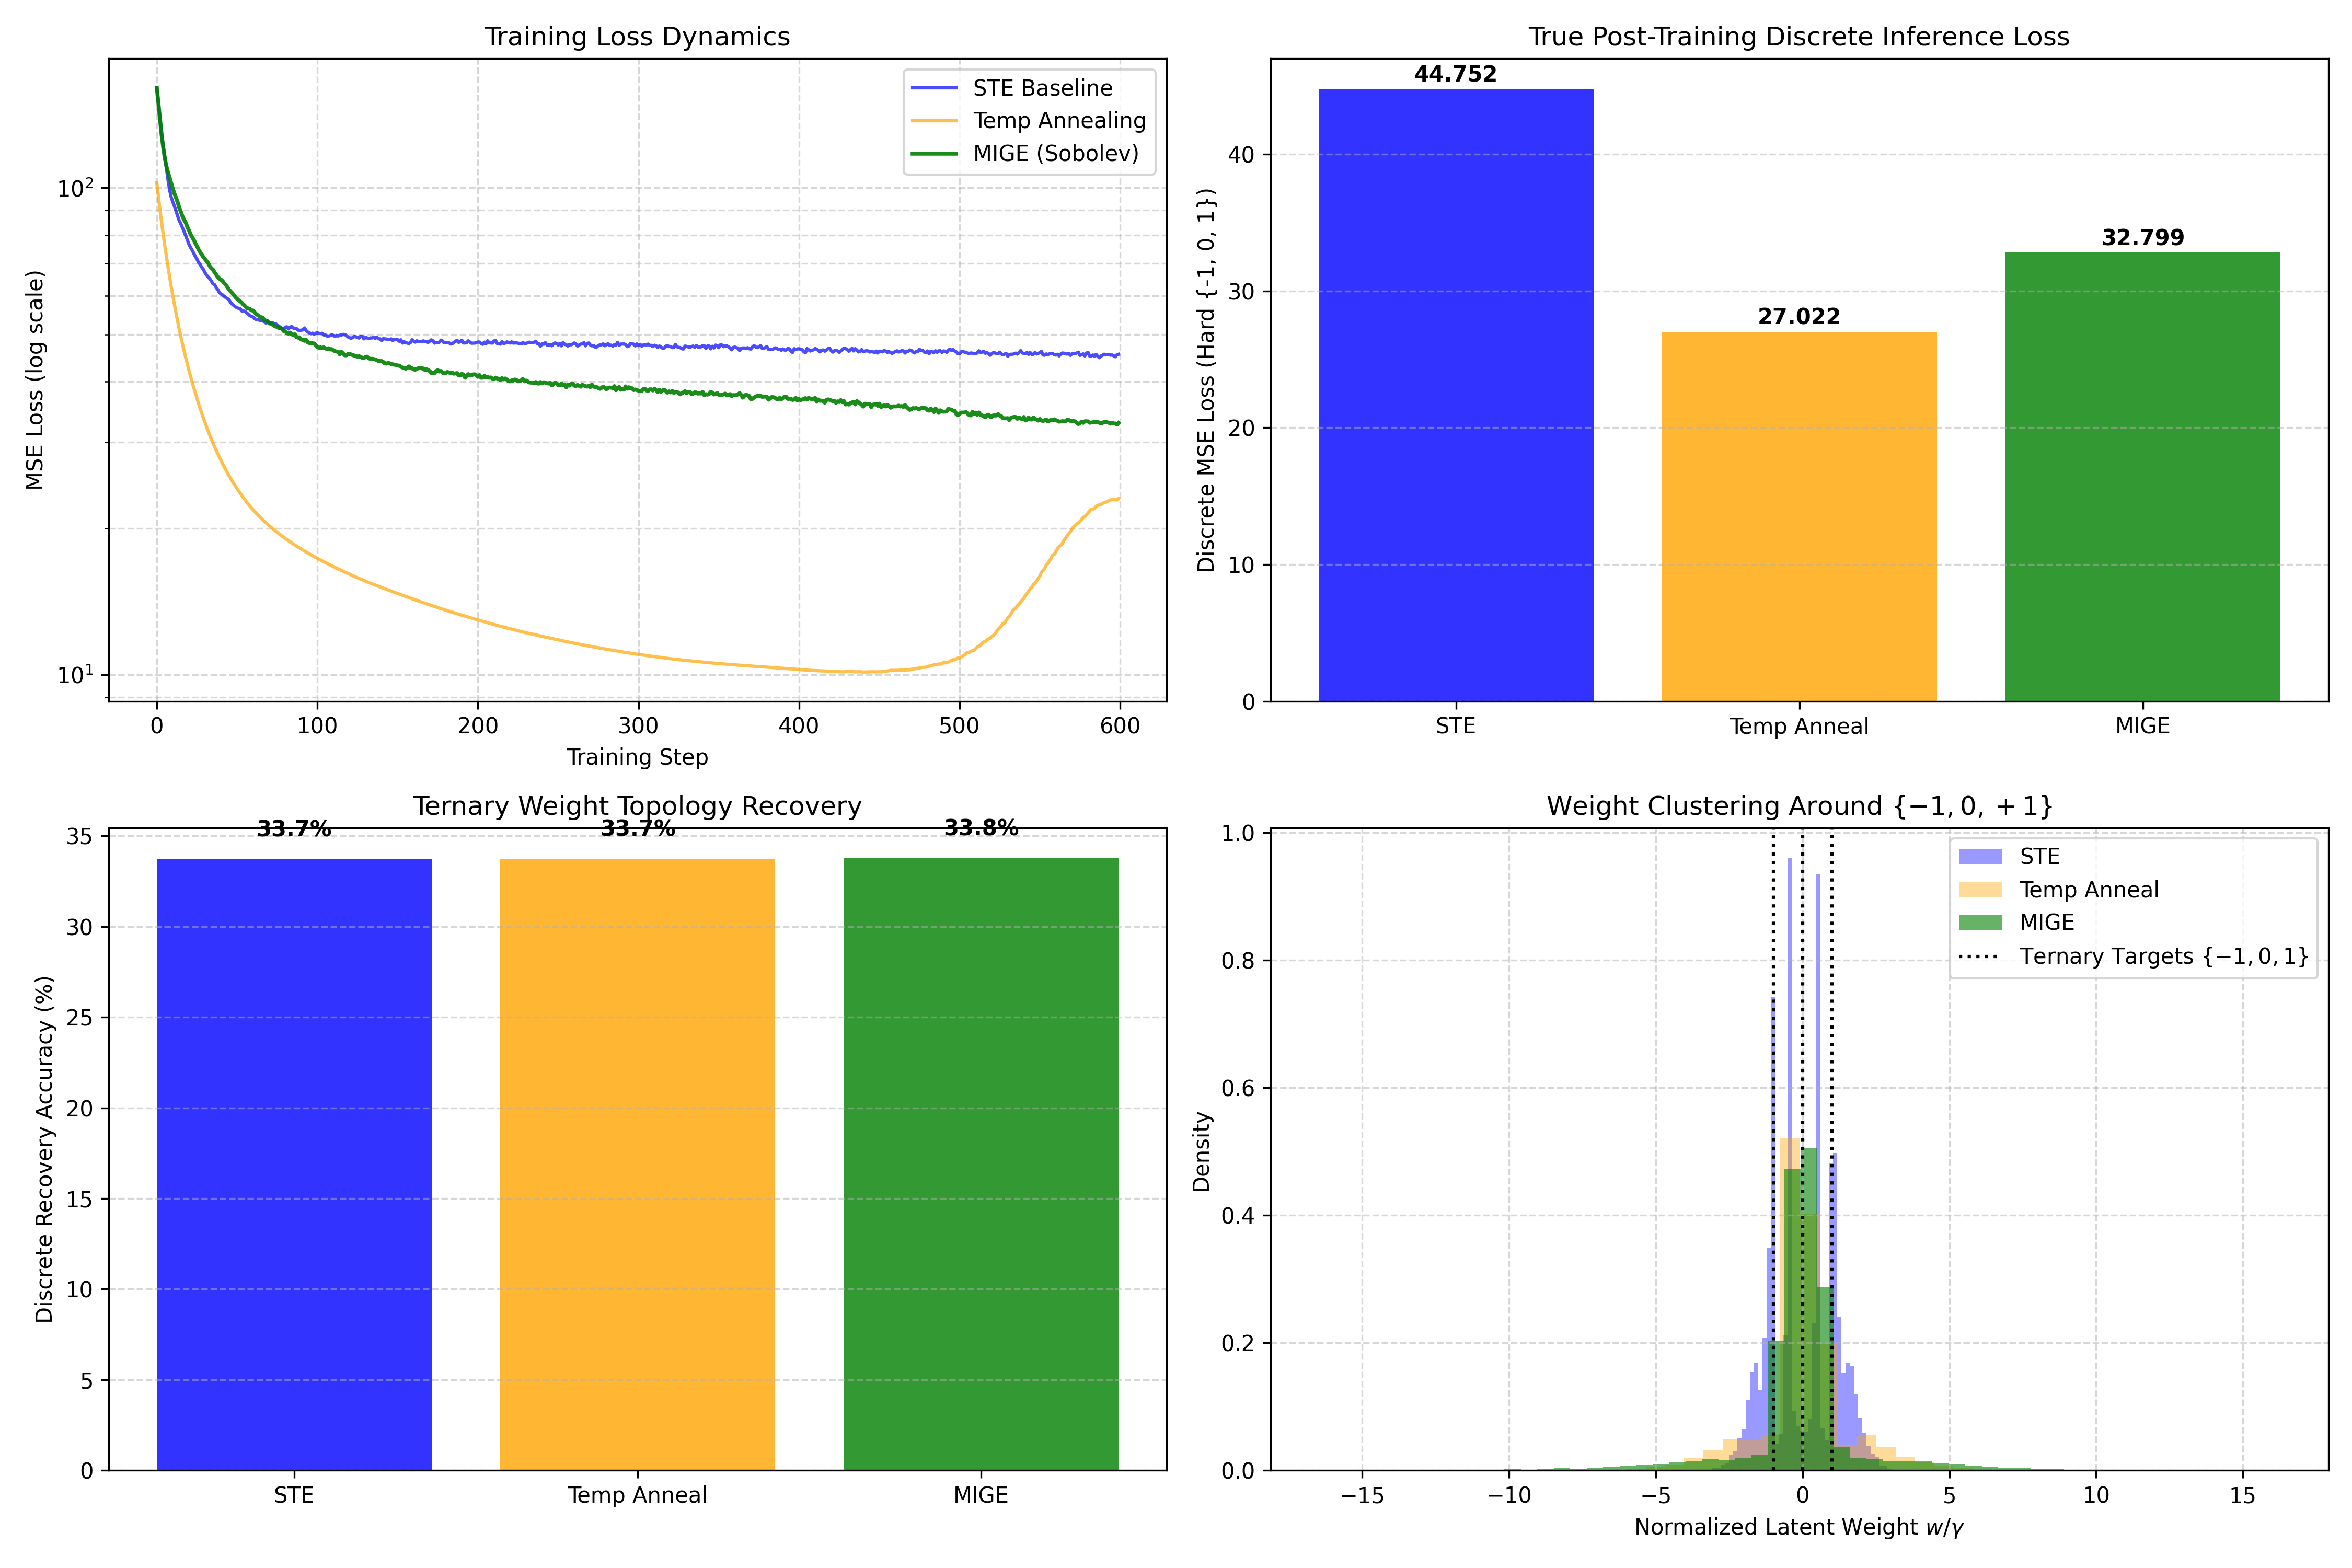 Training Loss Dynamics
MSE Loss (log scale)
10²
10¹
0 100 200 300 400 500 600
Training Step
STE Baseline
Temp Annealing
MIGE (Sobolev)
True Post-Training Discrete Inference Loss
Discrete MSE Loss (Hard {-1, 0, 1})
40
30
20
10
0
44.752
27.022
32.799
STE Temp Anneal MIGE
Ternary Weight Topology Recovery
Discrete Recovery Accuracy (%)
35
30
25
20
15
10
5
0
33.7% 33.7% 33.8%
STE Temp Anneal MIGE
Weight Clustering Around {−1, 0, +1}
Density
1.0
0.8
0.6
0.4
0.2
0.0
−15 −10 −5 0 5 10 15
Normalized Latent Weight w/γ
STE
Temp Anneal
MIGE
Ternary Targets {−1, 0, 1}